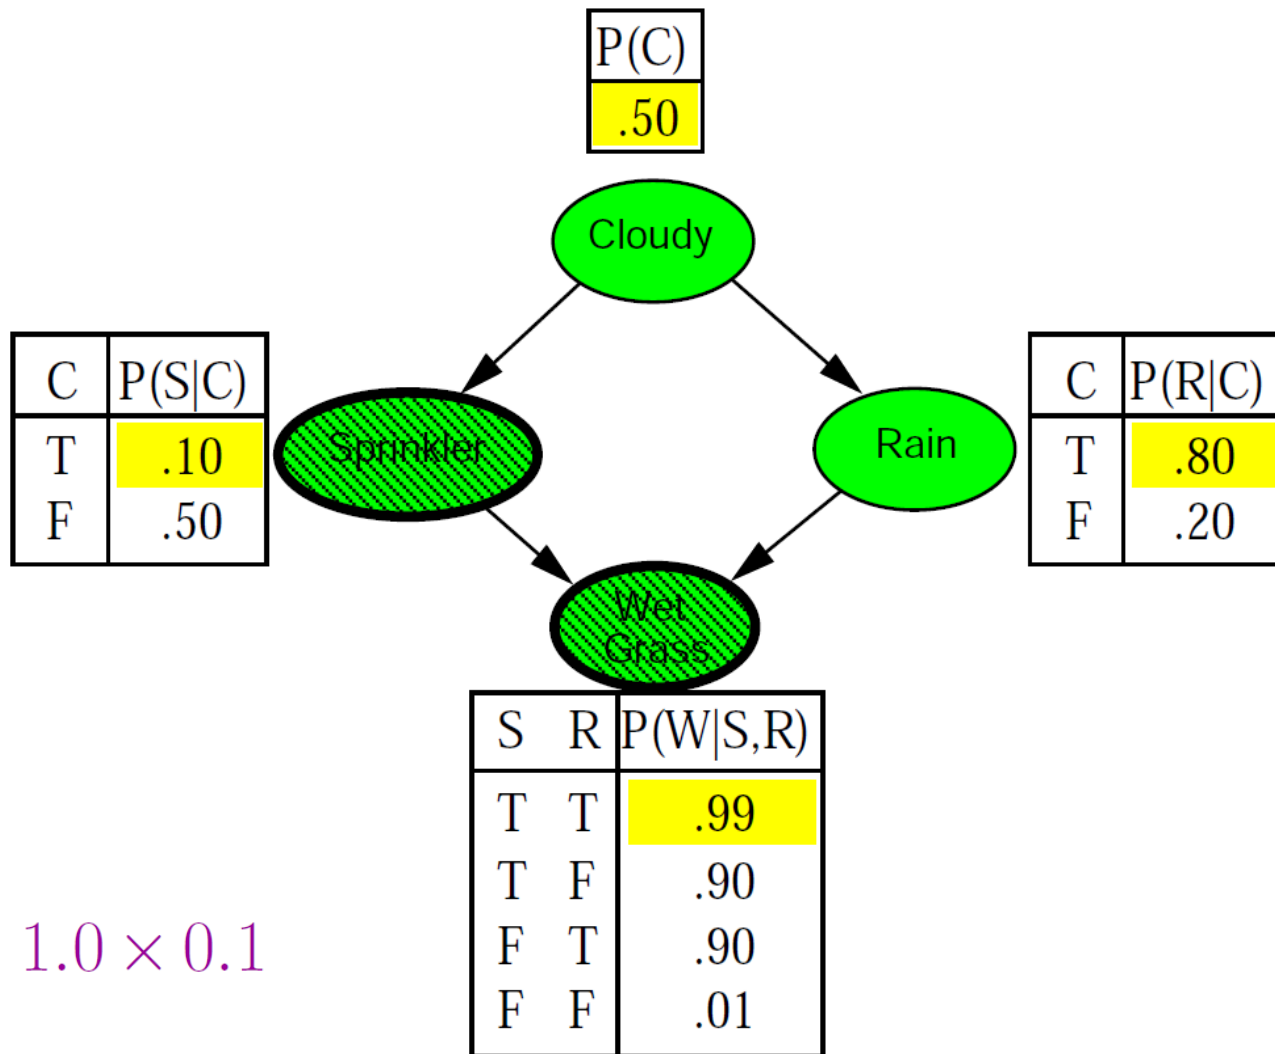 P(C)
.50
Cloudy
C P(S|C)
T .10
F .50
Sprinkler
Rain
C P(R|C)
T .80
F .20
Wet
Grass
S R P(W|S,R)
T T .99
T F .90
F T .90
F F .01
1.0 × 0.1